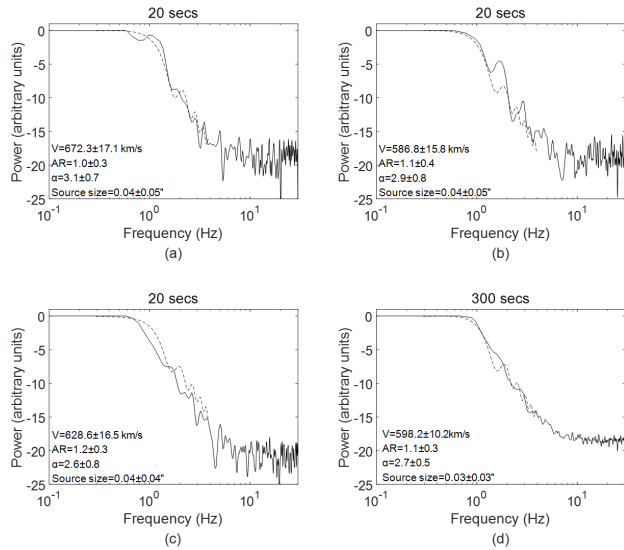 20 secs
0
-5
-10
-15
-20
-25
Power (arbitrary units)
V=672.3±17.1 km/s
AR=1.0±0.3
α=3.1±0.7
Source size=0.04±0.05"
10-1
100
101
Frequency (Hz)
(a)
20 secs
0
-5
-10
-15
-20
-25
Power (arbitrary units)
V=586.8±15.8 km/s
AR=1.1±0.4
α=2.9±0.8
Source size=0.04±0.05"
10-1
100
101
Frequency (Hz)
(b)
20 secs
0
-5
-10
-15
-20
-25
Power (arbitrary units)
V=628.6±16.5 km/s
AR=1.2±0.3
α=2.6±0.8
Source size=0.04±0.04"
10-1
100
101
Frequency (Hz)
(c)
300 secs
0
-5
-10
-15
-20
-25
Power (arbitrary units)
V=598.2±10.2km/s
AR=1.1±0.3
α=2.7±0.5
Source size=0.03±0.03"
10-1
100
101
Frequency (Hz)
(d)